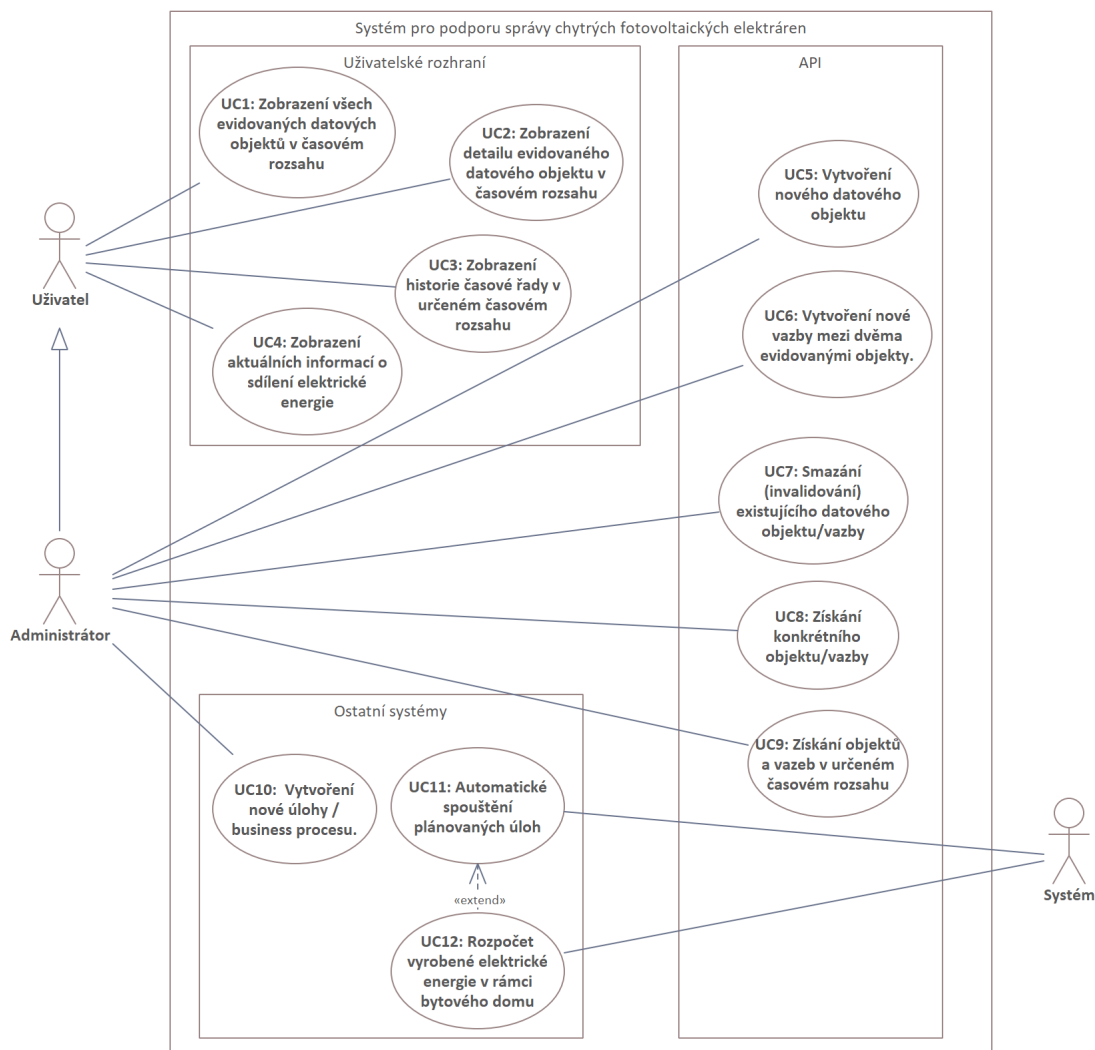 Systém pro podporu správy chytrých fotovoltaických elektráren
Uživatelské rozhraní
UC1: Zobrazení všech
evidovaných datových
objektů v časovém
rozsahu
UC2: Zobrazení
detailu evidovaného
datového objektu v
časovém rozsahu
UC3: Zobrazení
historie časové řady v
určeném časovém
rozsahu
UC4: Zobrazení
aktuálních informací o
sdílení elektrické
energie
API
UC5: Vytvoření
nového datového
objektu
UC6: Vytvoření nové
vazby mezi dvěma
evidovanými objekty.
UC7: Smazání
(invalidování)
existujícího datového
objektu/vazby
UC8: Získání
konkrétního
objektu/vazby
UC9: Získání objektů
a vazeb v určeném
časovém rozsahu
Uživatel
Administrátor
Ostatní systémy
UC10: Vytvoření
nové úlohy /
business procesu.
UC11: Automatické
spouštění
plánovaných úloh
«extend»
UC12: Rozpočet
vyrobené elektrické
energie v rámci
bytového domu
Systém